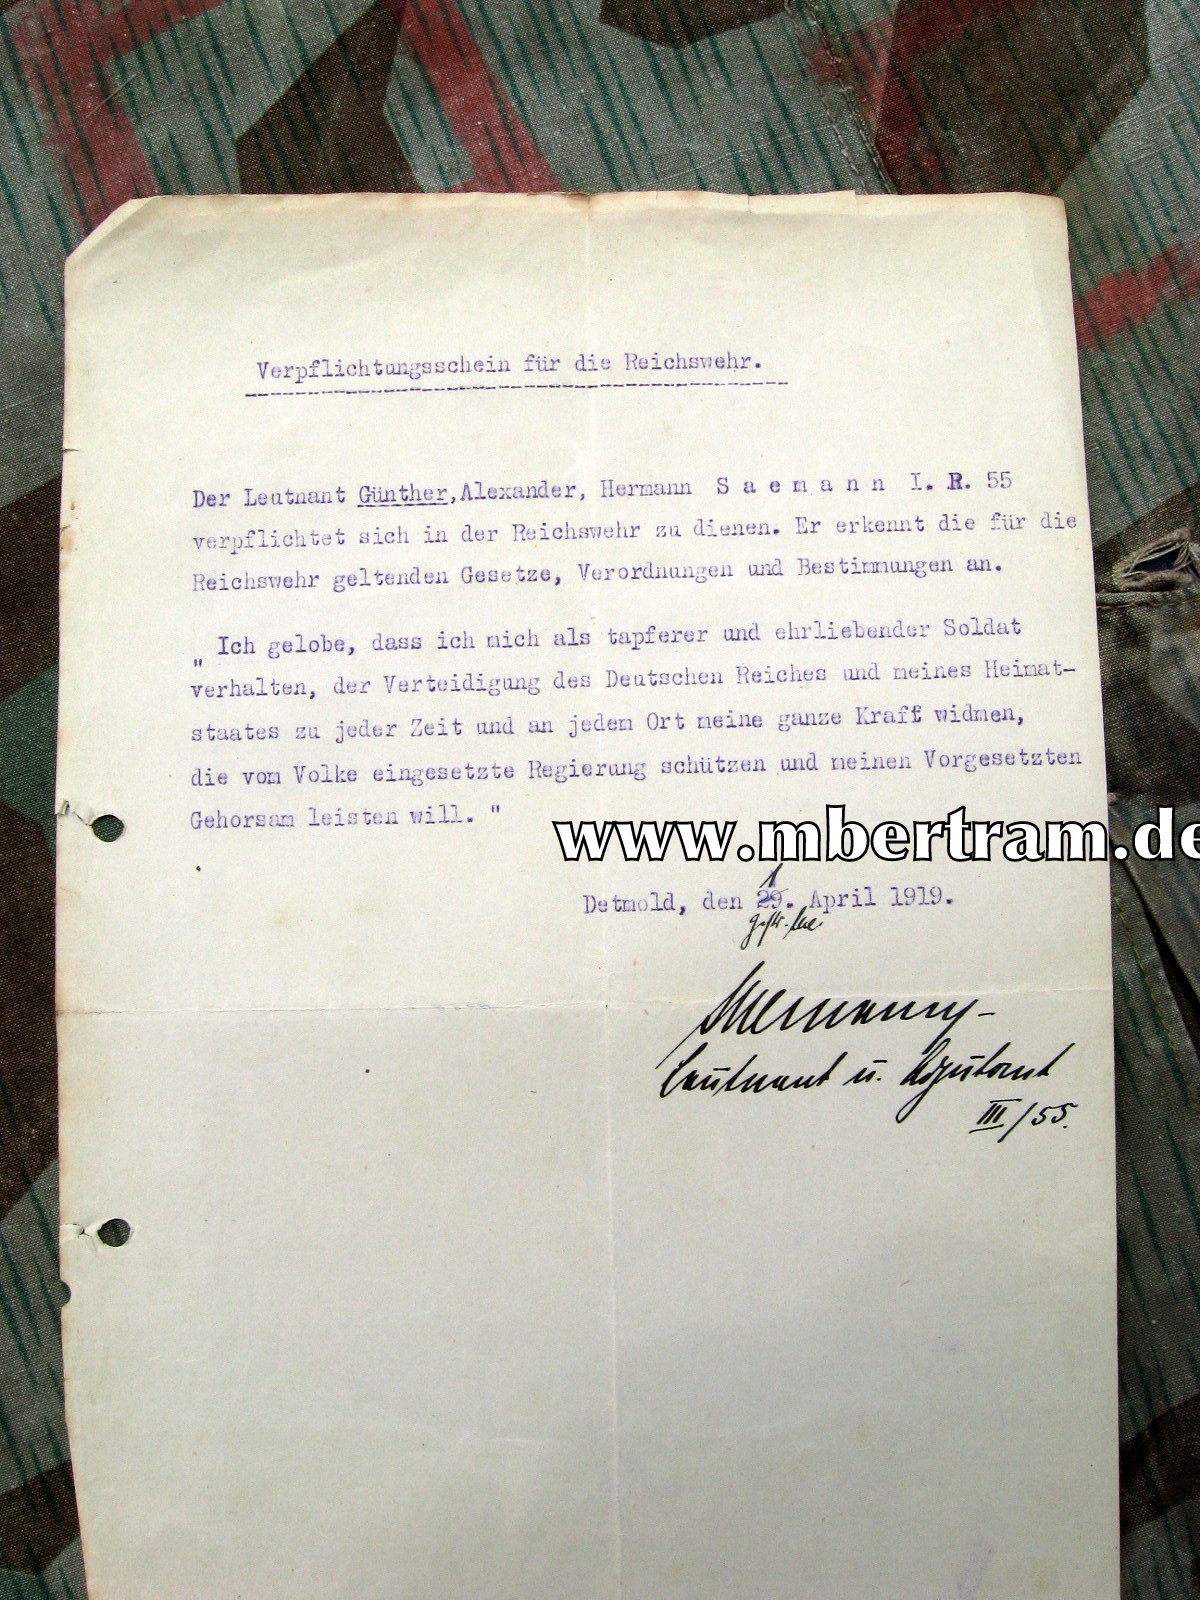 Verpflichtungsschein für die Reichswehr.
Der Leutnant Günther,Alexander, Hermann S a e m a n n I. R. 55
verpflichtet sich in der Reichswehr zu dienen. Er erkennt die für die
Reichswehr geltenden Gesetze, Verordnungen und Bestimmungen an.
" Ich gelobe, dass ich mich als tapferer und ehrliebender Soldat
verhalten, der Verteidigung des Deutschen Reiches und meines Heimat-
staates zu jeder Zeit und an jedem Ort meine ganze Kraft widmen,
die vom Volke eingesetzte Regierung schützen und meinen Vorgesetzten
Gehorsam leisten will. "
www.mbertram.de
Detmold, den 29. April 1919.
Leutnant u. Adjutant
III/55.